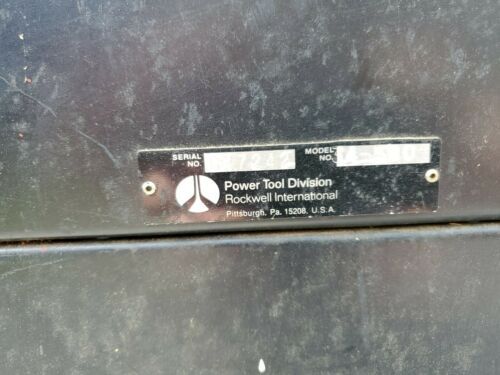 SERIAL NO.
MODEL NO.
Power Tool Division
Rockwell International
Pittsburgh, Pa. 15208, U.S.A.